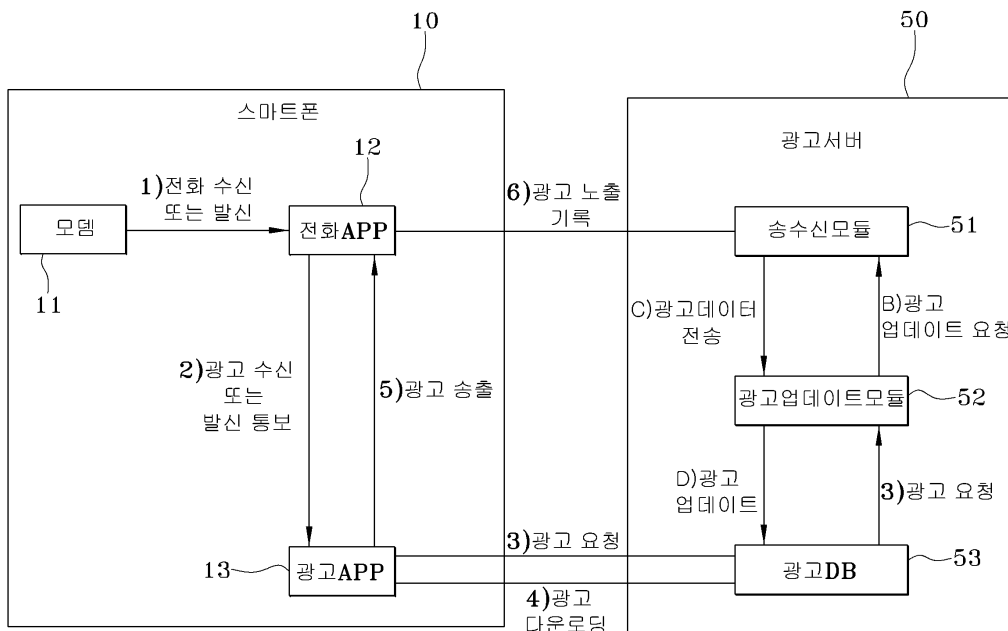 10
50
스마트폰
광고서버
12
1)전화 수신
또는 발신
6)광고 노출
기록
모뎀
전화APP
송수신모듈
51
11
C)광고데이터
전송
B)광고
업데이트 요청
2)광고 수신
또는
발신 통보
5)광고 송출
광고업데이트모듈
52
D)광고
업데이트
3)광고 요청
3)광고 요청
13
광고APP
광고DB
53
4)광고
다운로딩